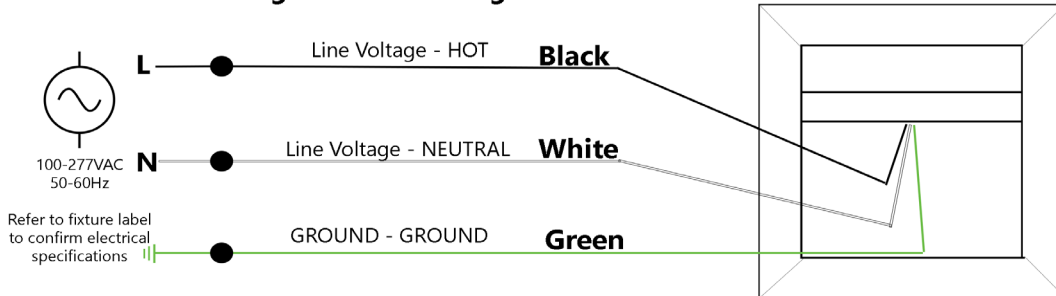 L
Line Voltage - HOT
Black
100-277VAC
50-60Hz
N
Line Voltage - NEUTRAL
White
Refer to fixture label
to confirm electrical
specifications
GROUND - GROUND
Green